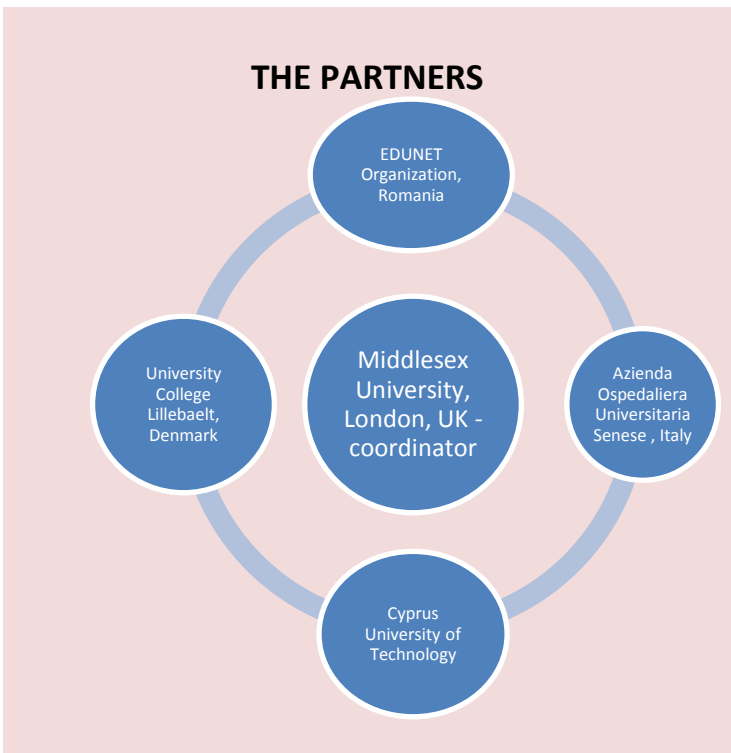 THE PARTNERS
EDUNET
Organization,
Romania
University
College
Lillebaelt,
Denmark
Middlesex
University,
London, UK -
coordinator
Azienda
Ospedaliera
Universitaria
Senese , Italy
Cyprus
University of
Technology